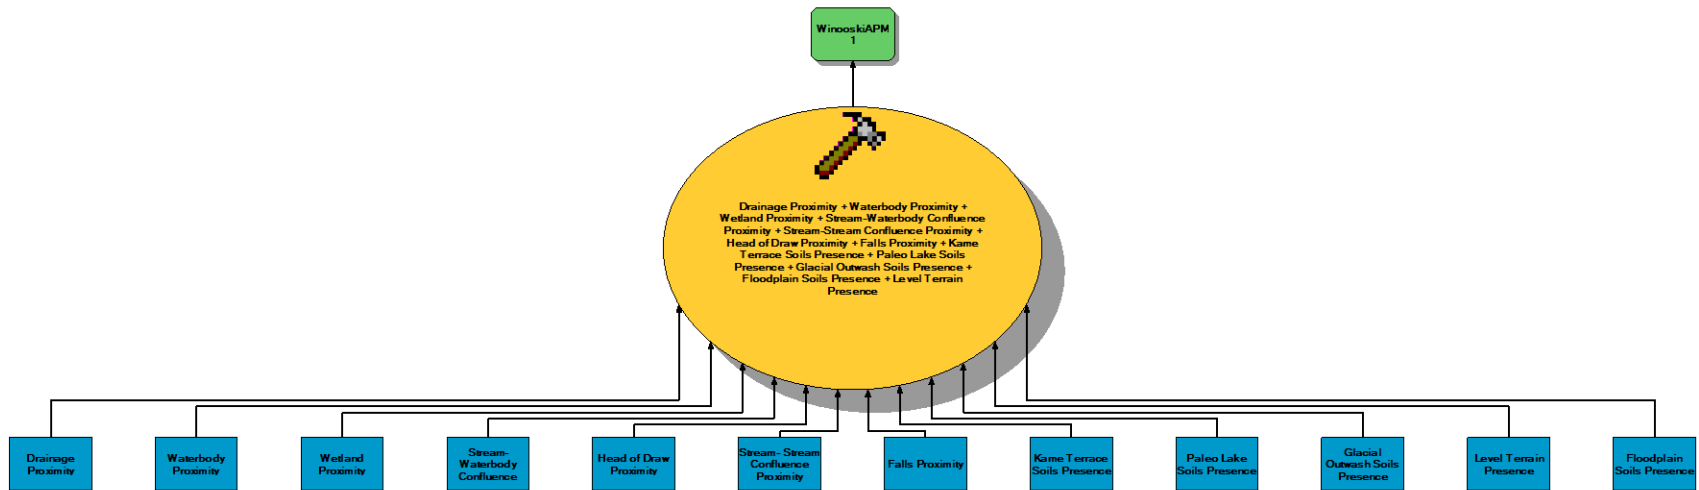 WinooskiAPM
1
Drainage Proximity + Waterbody Proximity +
Wetland Proximity + Stream-Waterbody Confluence
Proximity + Stream-Stream Confluence Proximity +
Head of Draw Proximity + Falls Proximity + Kame
Terrace Soils Presence + Paleo Lake Soils
Presence + Glacial Outwash Soils Presence +
Floodplain Soils Presence + Level Terrain
Presence
Drainage
Proximity
Waterbody
Proximity
Wetland
Proximity
Stream-
Waterbody
Confluence
Head of Draw
Proximity
Stream- Stream
Confluence
Proximity
Falls Proximity
Kame Terrace
Soils Presence
Paleo Lake
Soils Presence
Glacial
Outwash Soils
Presence
Level Terrain
Presence
Floodplain
Soils Presence